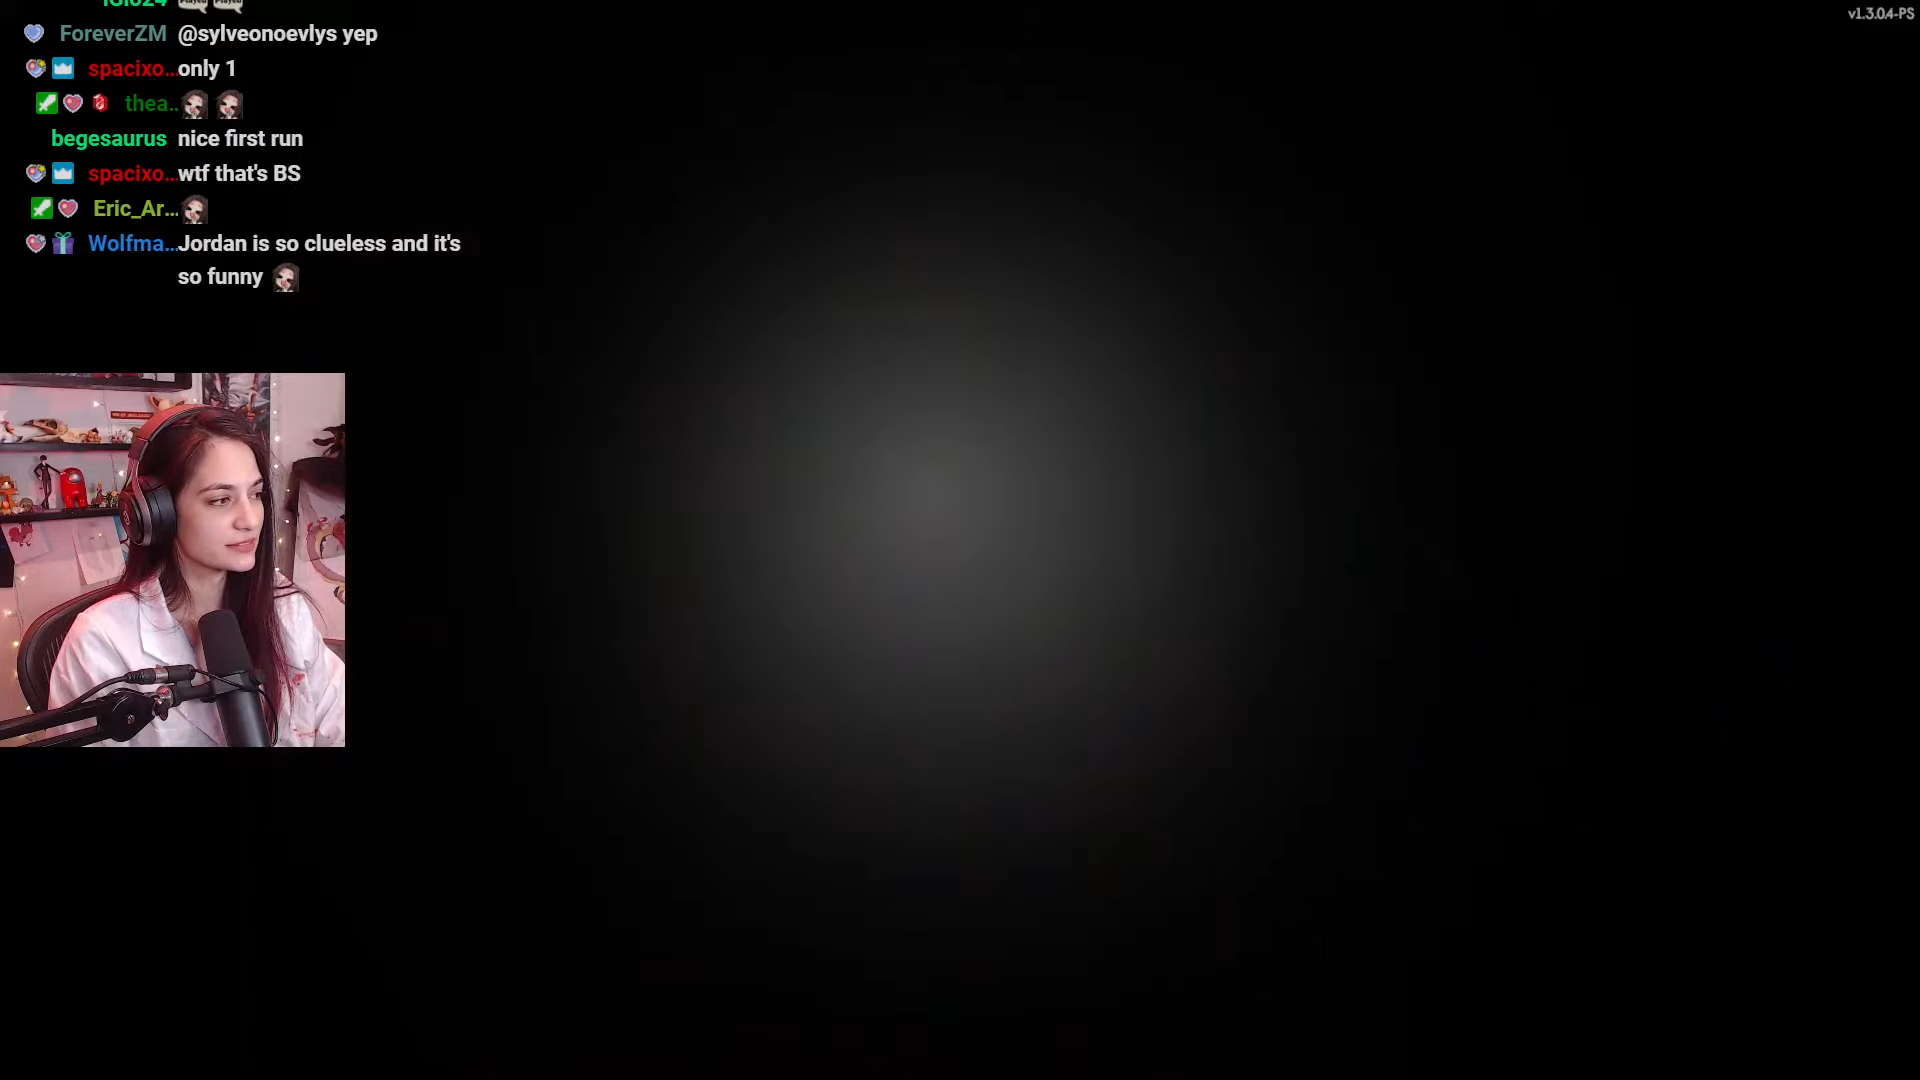 v1.3.0.4-PS
ForeverZM @sylveonoevlys yep
spacixo... only 1
thea..
begesaurus nice first run
spacixo... wtf that's BS
Eric_Ar...
Wolfma... Jordan is so clueless and it's
so funny